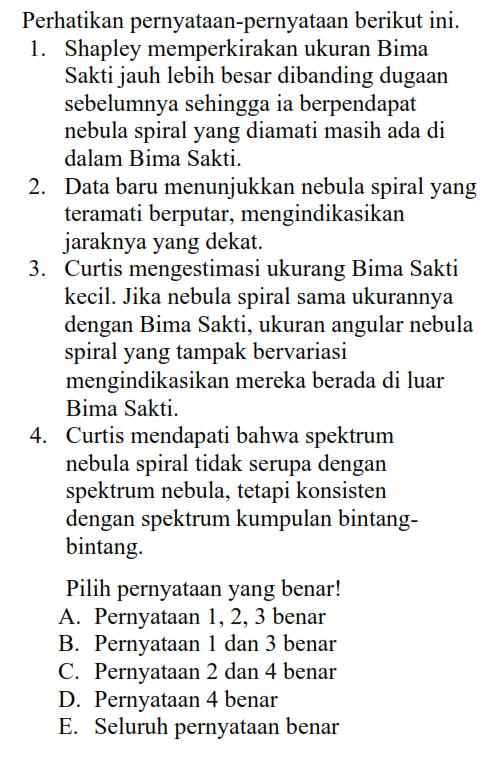 Perhatikan pernyataan-pernyataan berikut ini.
1. Shapley memperkirakan ukuran Bima
Sakti jauh lebih besar dibanding dugaan
sebelumnya sehingga ia berpendapat
nebula spiral yang diamati masih ada di
dalam Bima Sakti.
2. Data baru menunjukkan nebula spiral yang
teramati berputar, mengindikasikan
jaraknya yang dekat.
3. Curtis mengestimasi ukurang Bima Sakti
kecil. Jika nebula spiral sama ukurannya
dengan Bima Sakti, ukuran angular nebula
spiral yang tampak bervariasi
mengindikasikan mereka berada di luar
Bima Sakti.
4. Curtis mendapati bahwa spektrum
nebula spiral tidak serupa dengan
spektrum nebula, tetapi konsisten
dengan spektrum kumpulan bintang-
bintang.
Pilih pernyataan yang benar!
A. Pernyataan 1, 2, 3 benar
B. Pernyataan 1 dan 3 benar
C. Pernyataan 2 dan 4 benar
D. Pernyataan 4 benar
E. Seluruh pernyataan benar